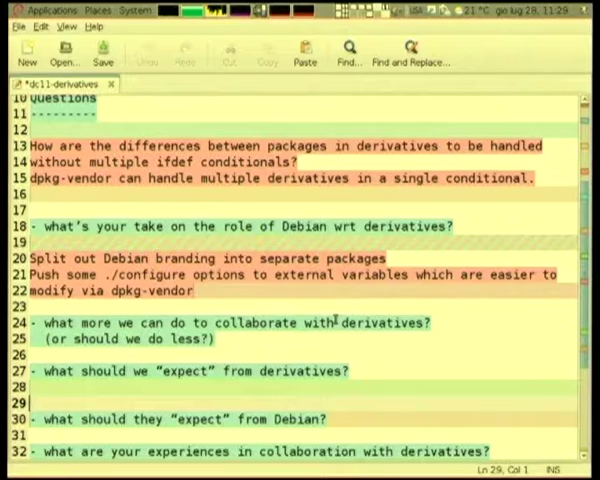 Applications Places System USA 21 °C gio lug 28, 11:29
File Edit View Help
New Open... Save Undo Redo Cut Copy Paste Find... Find and Replace...
*dc11-derivatives
10 Questions
11 ---------
12
13 How are the differences between packages in derivatives to be handled
14 without multiple ifdef conditionals?
15 dpkg-vendor can handle multiple derivatives in a single conditional.
16
17
18 - what's your take on the role of Debian wrt derivatives?
19
20 Split out Debian branding into separate packages
21 Push some ./configure options to external variables which are easier to
22 modify via dpkg-vendor
23
24 - what more we can do to collaborate with derivatives?
25 (or should we do less?)
26
27 - what should we “expect” from derivatives?
28
29
30 - what should they “expect” from Debian?
31
32 - what are your experiences in collaboration with derivatives?
Ln 29, Col 1 INS